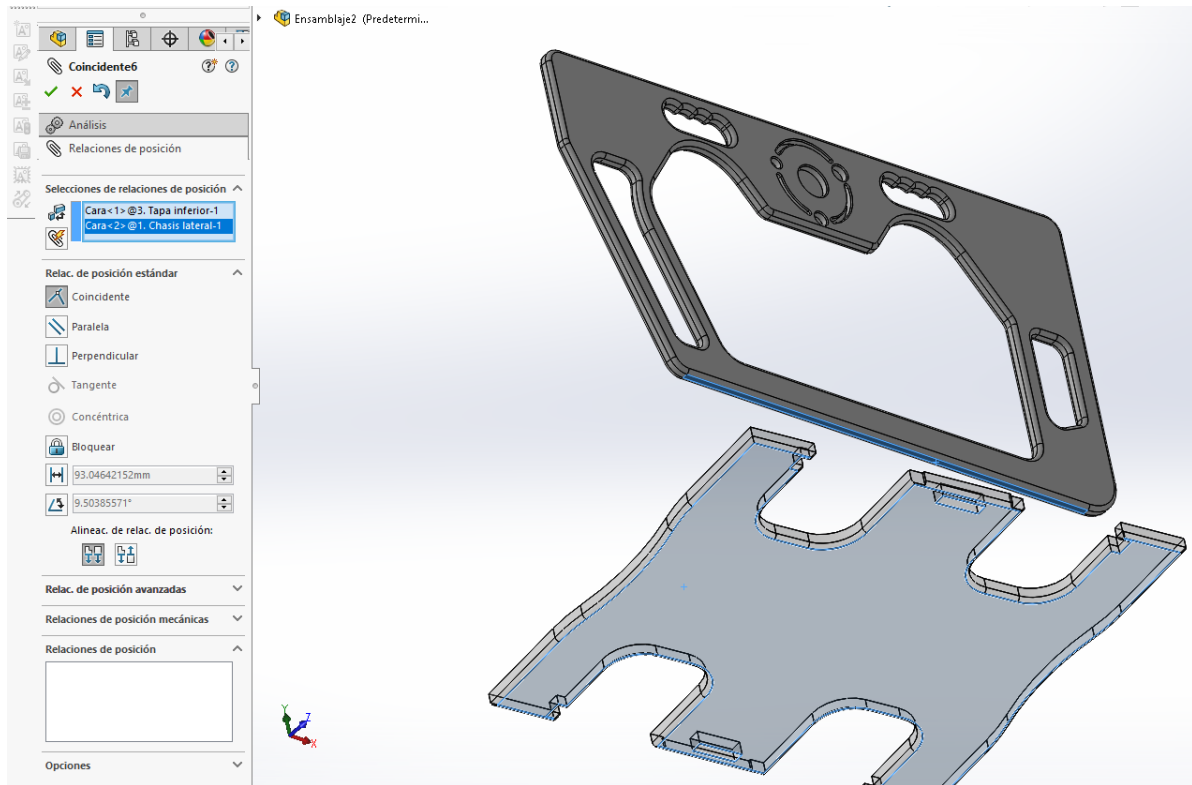 Ensamblaje2 (Predetermi...
Coincidente6
Análisis
Relaciones de posición
Selecciones de relaciones de posición
Cara<1>@3. Tapa inferior-1
Cara<2>@1. Chasis lateral-1
Relac. de posición estándar
Coincidente
Paralela
Perpendicular
Tangente
Concéntrica
Bloquear
93.04642152mm
9.50385571°
Alineac. de relac. de posición:
Relac. de posición avanzadas
Relaciones de posición mecánicas
Relaciones de posición
Opciones
Y
Z
X